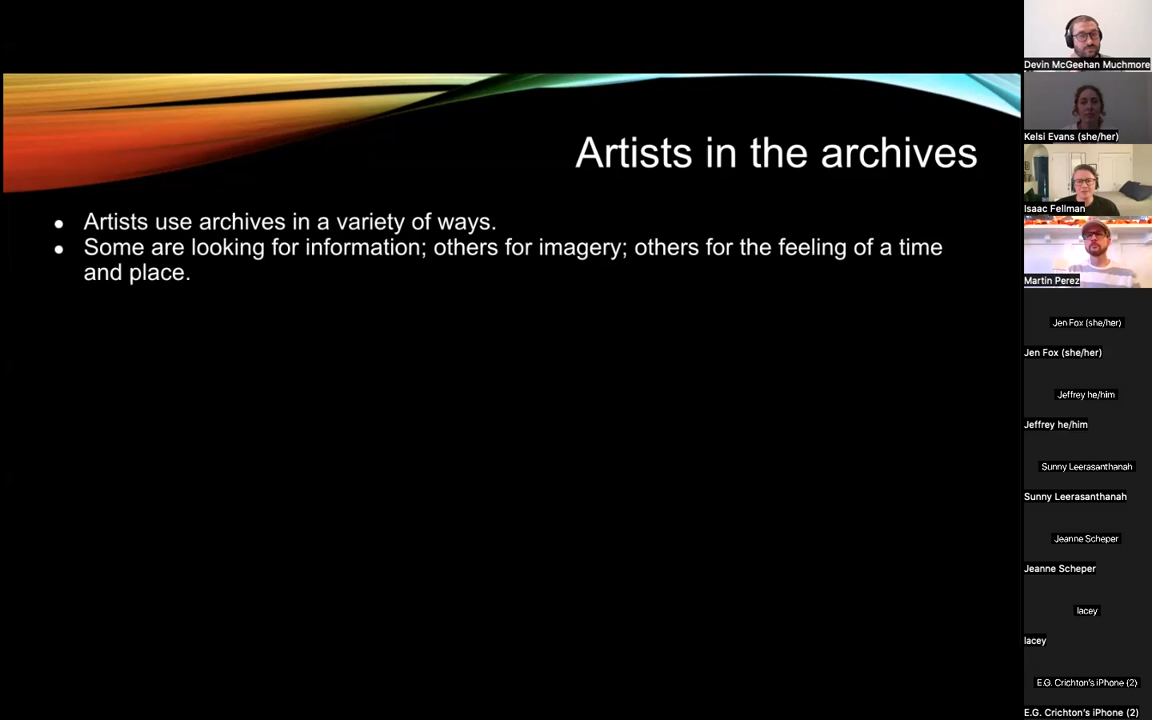 Artists in the archives
● Artists use archives in a variety of ways.
● Some are looking for information; others for imagery; others for the feeling of a time
and place.
Devin McGeehan Muchmore
Kelsi Evans (she/her)
Isaac Fellman
Martin Perez
Jen Fox (she/her)
Jen Fox (she/her)
Jeffrey he/him
Jeffrey he/him
Sunny Leerasanthanah
Sunny Leerasanthanah
Jeanne Scheper
Jeanne Scheper
lacey
lacey
E.G. Crichton's iPhone (2)
E.G. Crichton's iPhone (2)